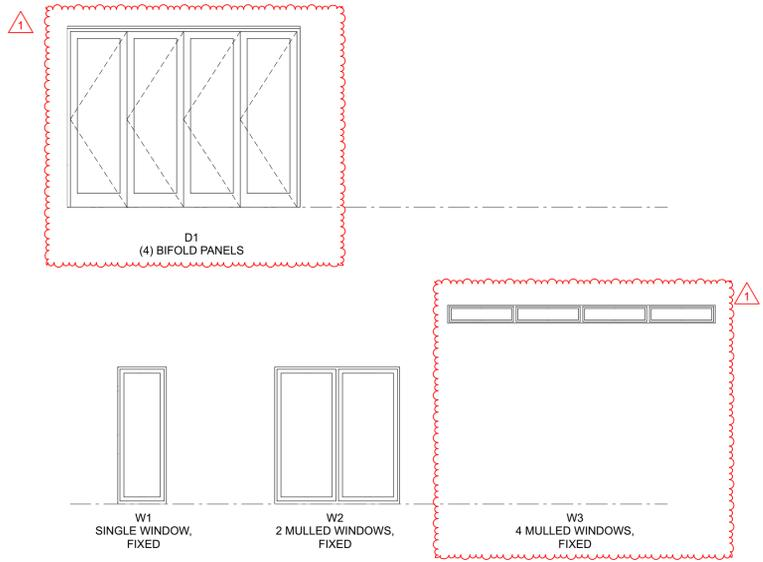 1
D1
(4) BIFOLD PANELS
1
W1
SINGLE WINDOW,
FIXED
W2
2 MULLED WINDOWS,
FIXED
W3
4 MULLED WINDOWS,
FIXED